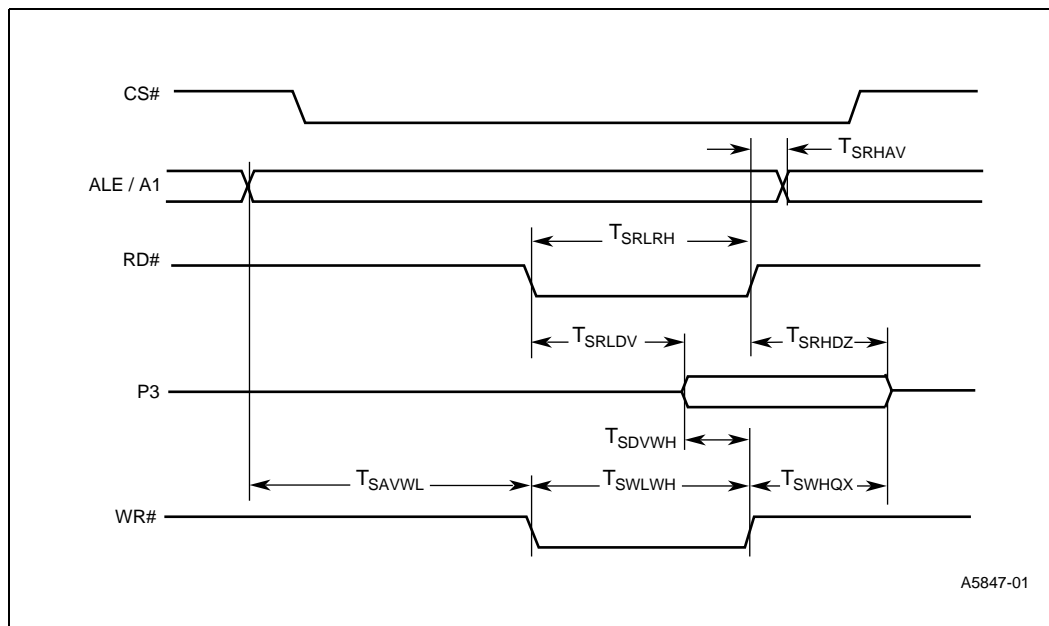 CS#
T_SRHAV
ALE / A1
T_SRLRH
RD#
T_SRLDV
T_SRHDZ
P3
T_SDVWH
T_SAVWL
T_SWLWH
T_SWHQX
WR#
A5847-01